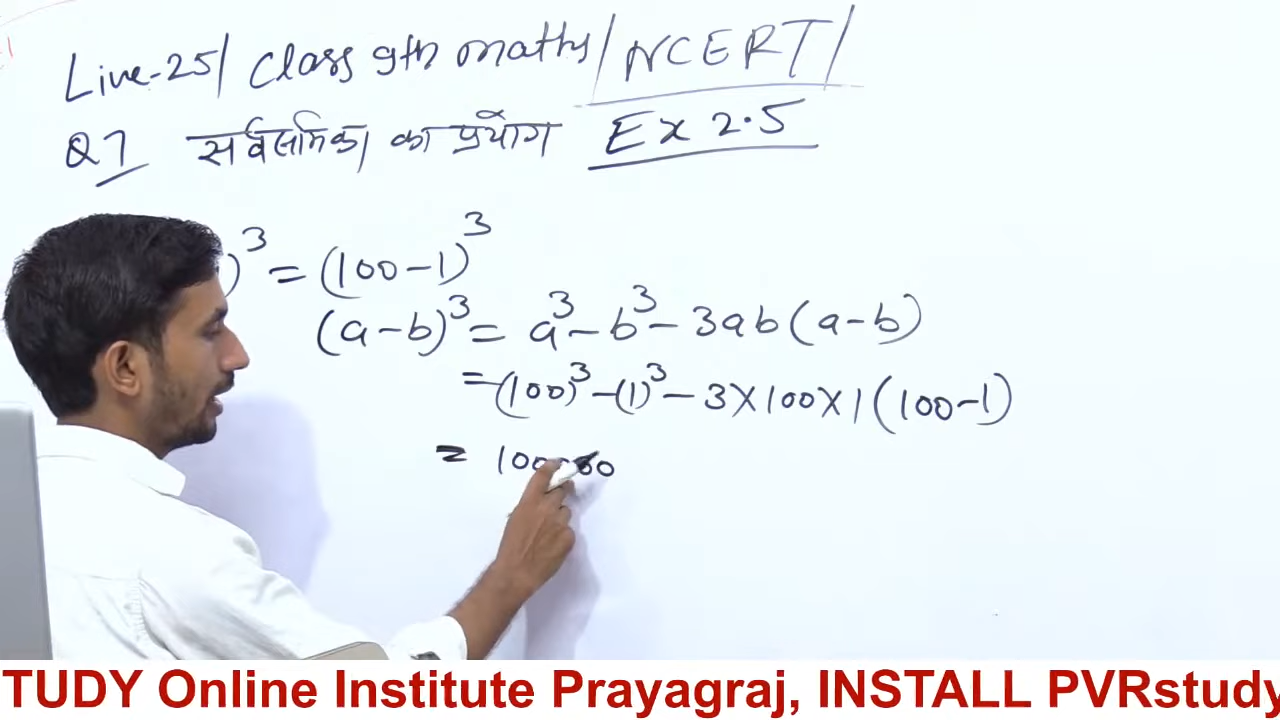 Live-25/ Class 9th maths/NCERT/
Q7 सर्वसमिका का प्रयोग Ex 2.5
)³ = (100-1)³
(a-b)³ = a³-b³-3ab(a-b)
=(100)³-(1)³-3×100×1(100-1)
=
TUDY Online Institute Prayagraj, INSTALL PVRstudy